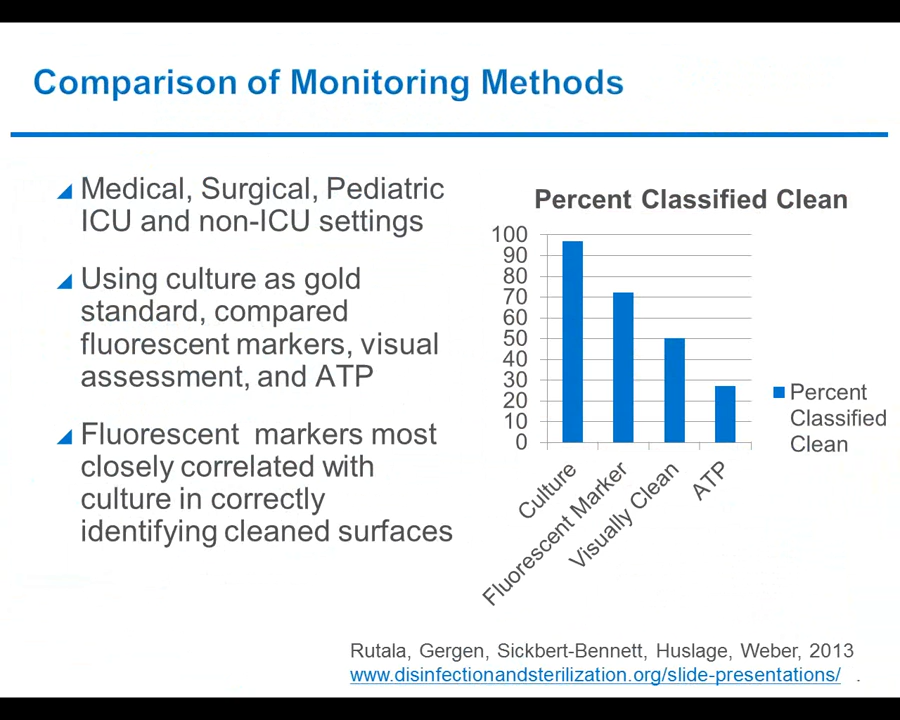 Comparison of Monitoring Methods
Medical, Surgical, Pediatric
ICU and non-ICU settings
Using culture as gold
standard, compared
fluorescent markers, visual
assessment, and ATP
Fluorescent markers most
closely correlated with
culture in correctly
identifying cleaned surfaces
Percent Classified Clean
100
90
80
70
60
50
40
30
20
10
0
Culture
Fluorescent Marker
Visually Clean
ATP
Percent
Classified
Clean
Rutala, Gergen, Sickbert-Bennett, Huslage, Weber, 2013
www.disinfectionandsterilization.org/slide-presentations/ .